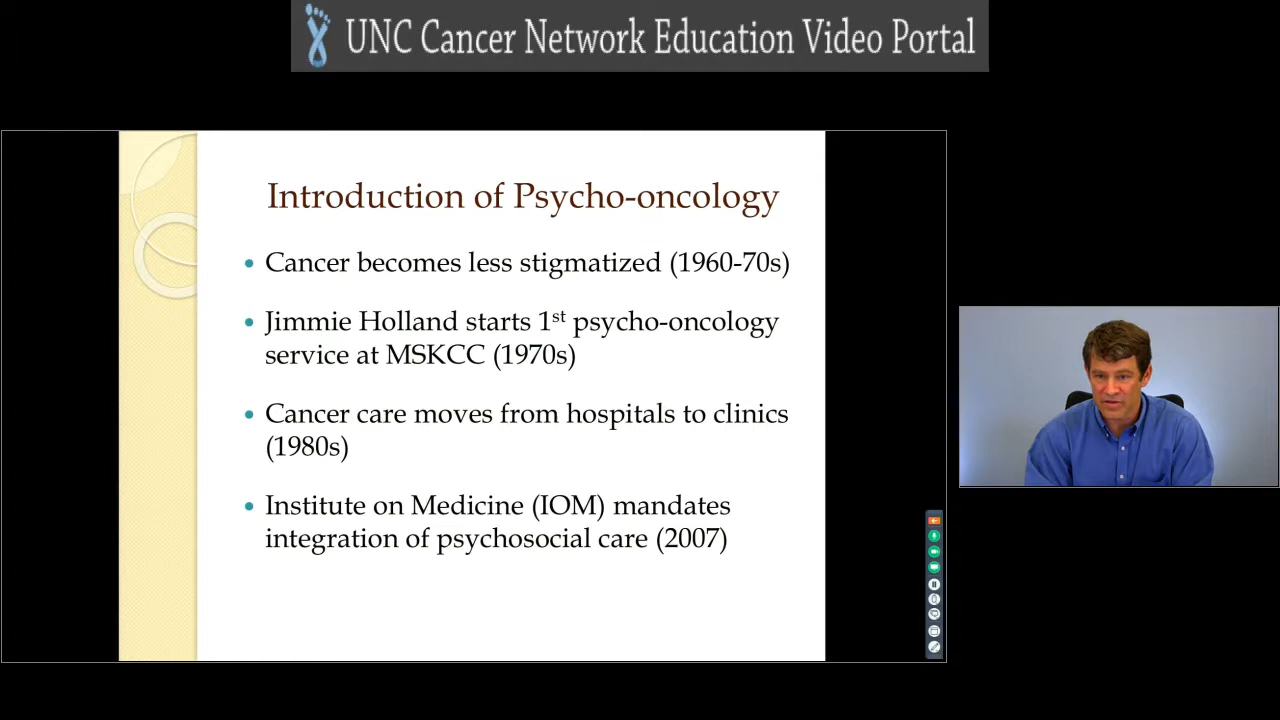 UNC Cancer Network Education Video Portal
Introduction of Psycho-oncology
• Cancer becomes less stigmatized (1960-70s)
• Jimmie Holland starts 1st psycho-oncology
service at MSKCC (1970s)
• Cancer care moves from hospitals to clinics
(1980s)
• Institute on Medicine (IOM) mandates
integration of psychosocial care (2007)